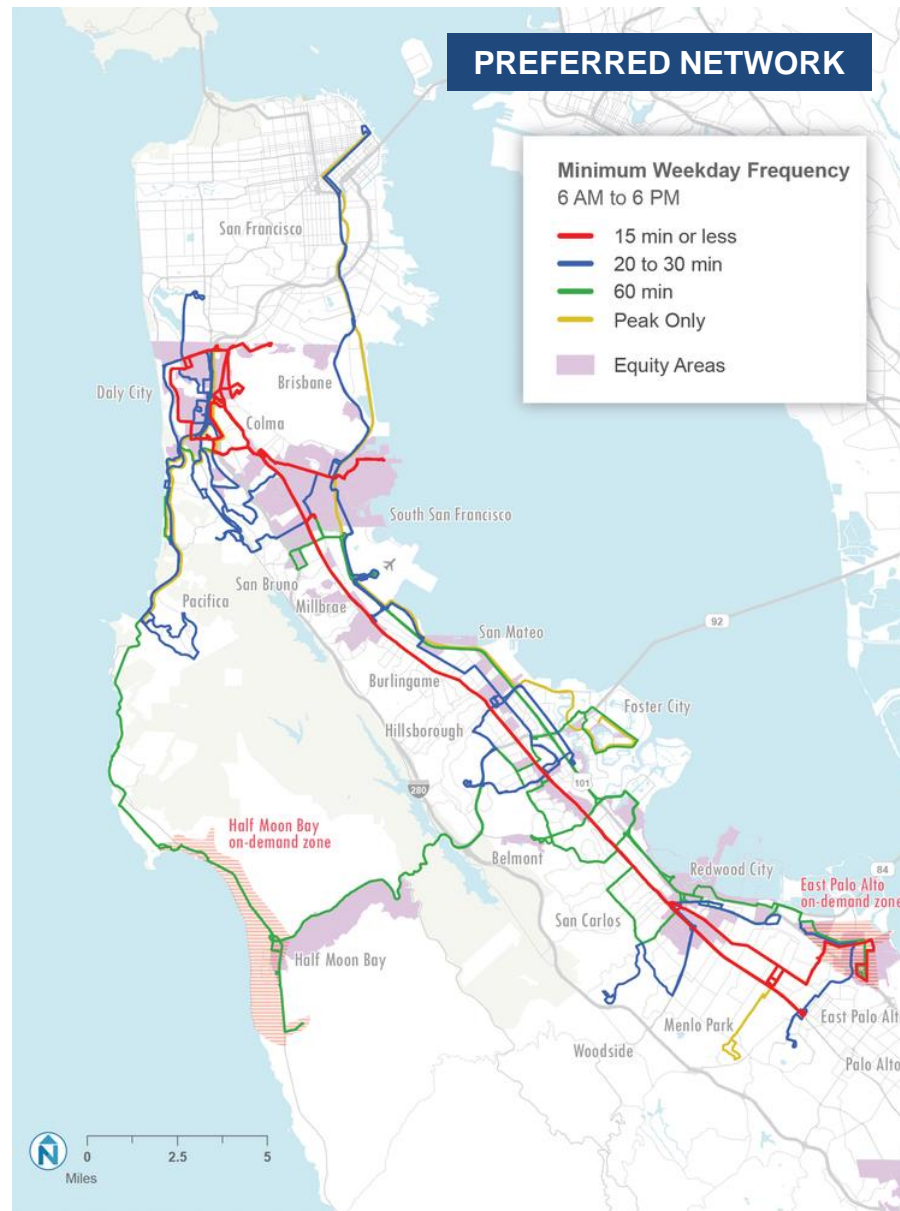 PREFERRED NETWORK
Minimum Weekday Frequency
6 AM to 6 PM
15 min or less
20 to 30 min
60 min
Peak Only
Equity Areas
San Francisco
Daly City
Brisbane
Colma
South San Francisco
San Bruno
Pacifica
Millbrae
92
San Mateo
Burlingame
Foster City
Hillsborough
101
280
Half Moon Bay
on-demand zone
Belmont
Redwood City
84
East Palo Alto
on-demand zone
San Carlos
Half Moon Bay
Menlo Park
East Palo Alt
Woodside
Palo Alto
N
0
2.5
5
Miles